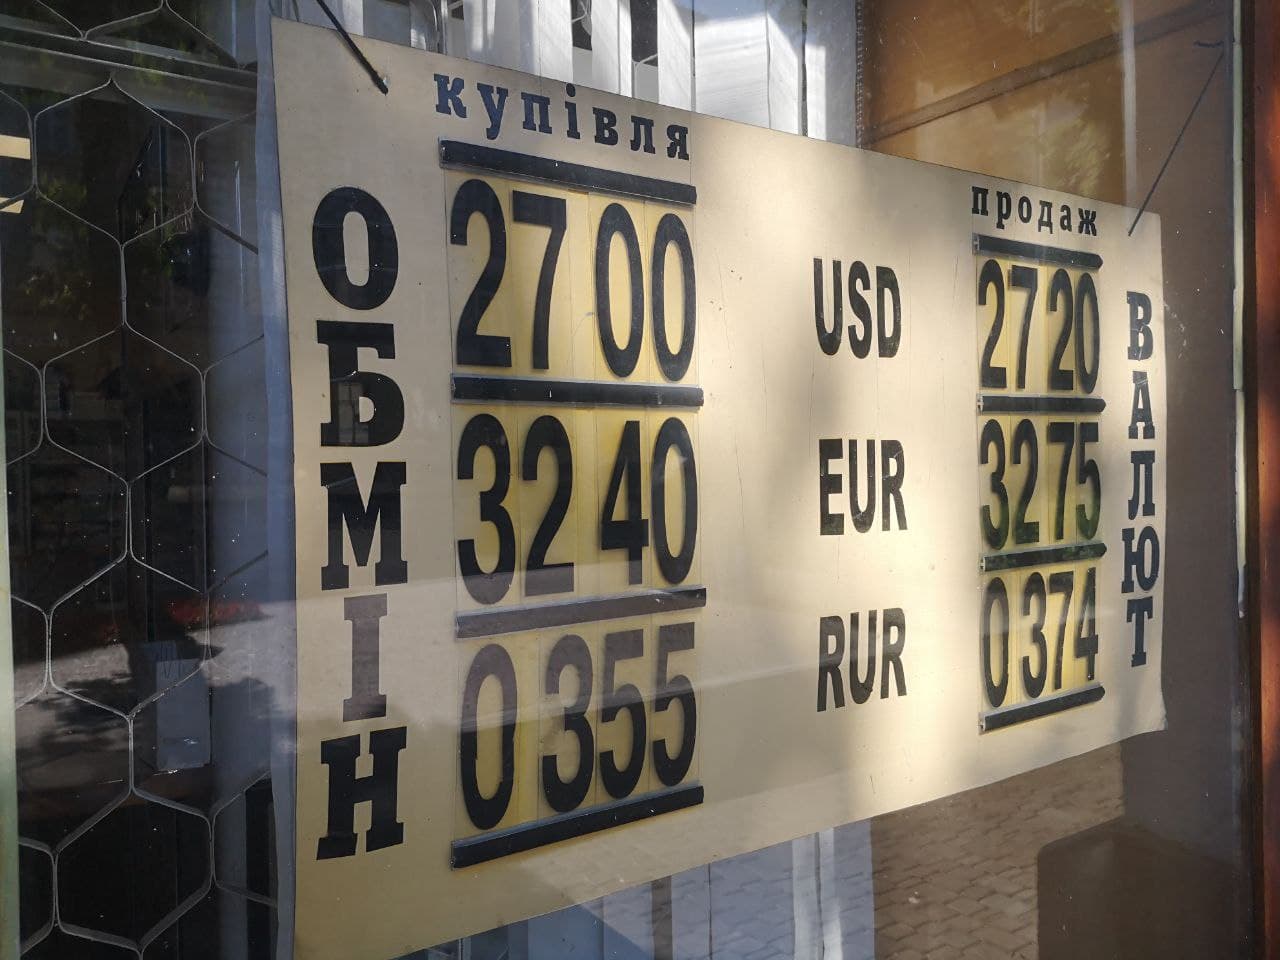 ОБМІН
купівля
продаж
27 00 USD 27 20
32 40 EUR 32 75
0 355 RUR 0 374
ВАЛЮТ